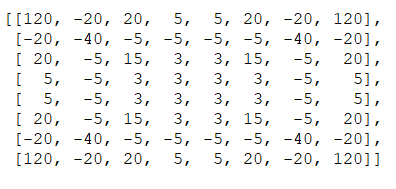 [[120, -20, 20, 5, 5, 20, -20, 120],
[-20, -40, -5, -5, -5, -5, -40, -20],
[ 20, -5, 15, 3, 3, 15, -5, 20],
[ 5, -5, 3, 3, 3, 3, -5, 5],
[ 5, -5, 3, 3, 3, 3, -5, 5],
[ 20, -5, 15, 3, 3, 15, -5, 20],
[-20, -40, -5, -5, -5, -5, -40, -20],
[120, -20, 20, 5, 5, 20, -20, 120]]